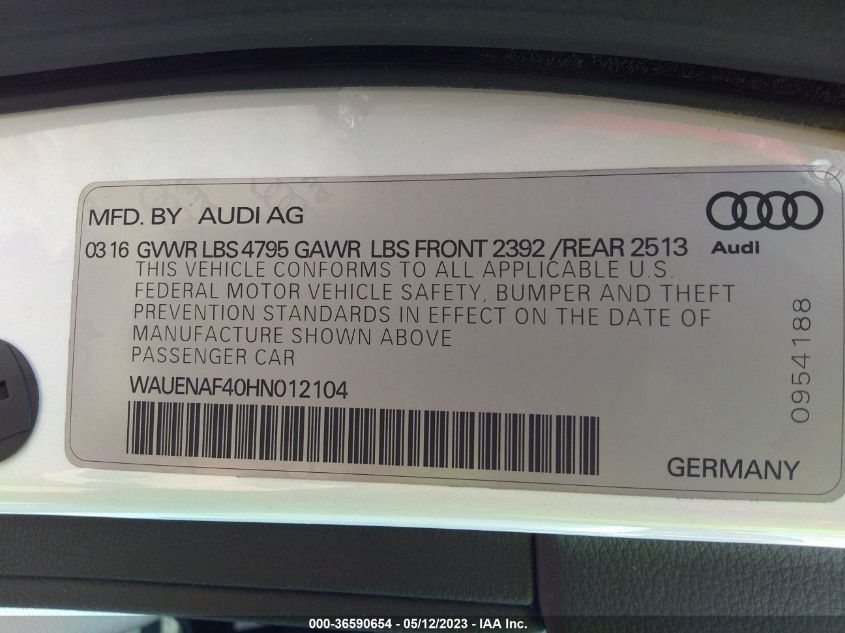 MFD. BY AUDI AG
Audi
03 16 GVWR LBS 4795 GAWR LBS FRONT 2392 /REAR 2513
THIS VEHICLE CONFORMS TO ALL APPLICABLE U.S.
FEDERAL MOTOR VEHICLE SAFETY, BUMPER AND THEFT
PREVENTION STANDARDS IN EFFECT ON THE DATE OF
MANUFACTURE SHOWN ABOVE
PASSENGER CAR
WAUENAF40HN012104
0954188
GERMANY
000-36590654 - 05/12/2023 - IAA Inc.